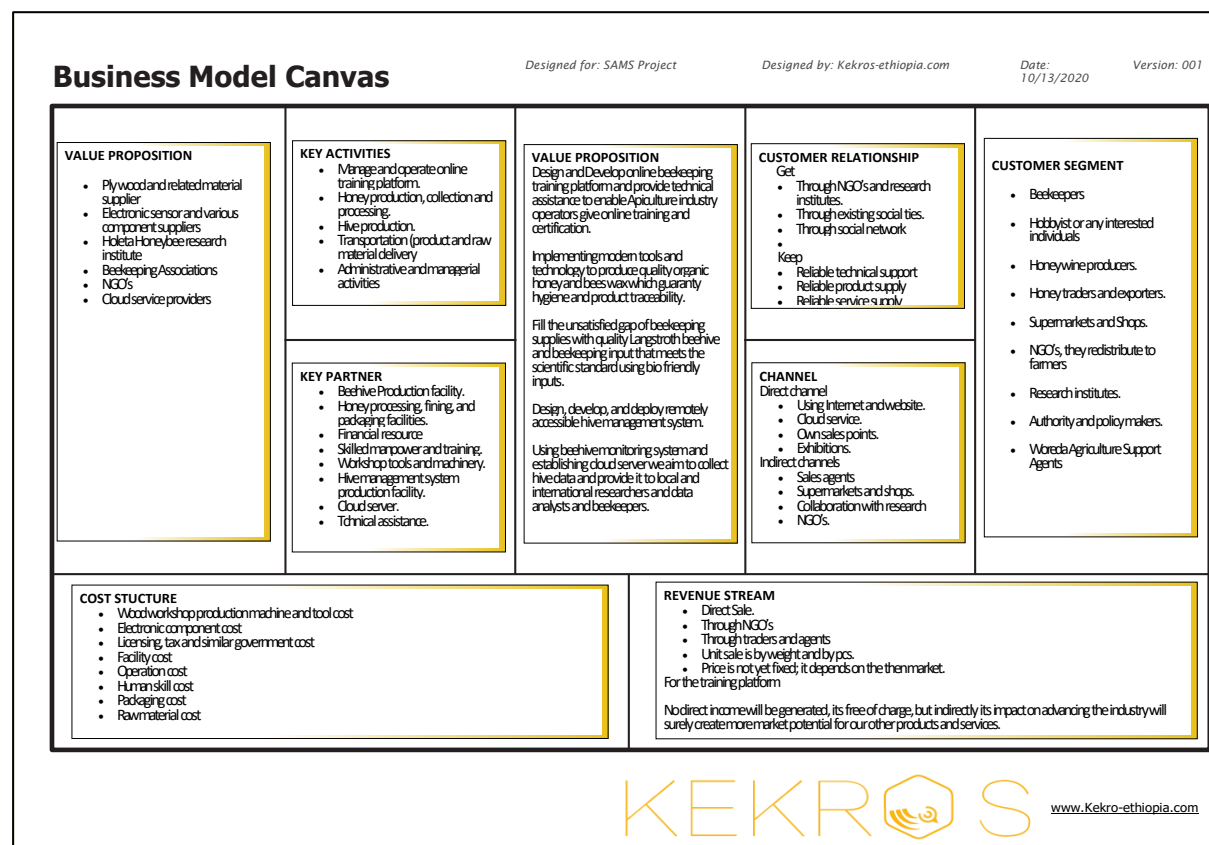 Business Model Canvas
Designed for: SAMS Project
Designed by: Kekros-ethiopia.com
Date:
10/13/2020
Version: 001
VALUE PROPOSITION
• Ply wood and related material
supplier
• Electronic sensor and various
component suppliers
• Holeta Honeybee research
institute
• Beekeeping Associations
• NGO's
• Cloud service providers
KEY ACTIVITIES
• Manage and operate online
training platform.
• Honey production, collection and
processing.
• Hive production.
• Transportation (product and raw
material delivery
• Administrative and managerial
activities
KEY PARTNER
• Beehive Production facility.
• Honey processing, fining, and
packaging facilities.
• Financial resource
• Skilled manpower and training.
• Workshop tools and machinery.
• Hive management system
production facility.
• Cloud server.
• Tchnical assistance.
VALUE PROPOSITION
Design and Develop online beekeeping
training platform and provide technical
assistance to enable Apiculture industry
operators give online training and
certification.
Implementing modern tools and
technology to produce quality organic
honey and bees wax which guaranty
hygiene and product traceability.
Fill the unsatisfied gap of beekeeping
supplies with quality Langstroth beehive
and beekeeping input that meets the
scientific standard using bio friendly
inputs.
Design, develop, and deploy remotely
accessible hive management system.
Using beehive monitoring system and
establishing cloud server we aim to collect
hive data and provide it to local and
international researchers and data
analysts and beekeepers.
CUSTOMER RELATIONSHIP
Get
• Through NGO's and research
institutes.
• Through existing social ties.
• Through social network
•
Keep
• Reliable technical support
• Reliable product supply
• Reliable service supply
CHANNEL
Direct channel
• Using Internet and website.
• Cloud service.
• Own sales points.
• Exhibitions.
Indirect channels
• Sales agents
• Supermarkets and shops.
• Collaboration with research
• NGO's.
CUSTOMER SEGMENT
• Beekeepers
• Hobbyist or any interested
individuals
• Honey wine producers.
• Honey traders and exporters.
• Supermarkets and Shops.
• NGO's, they redistribute to
farmers
• Research institutes.
• Authority and policy makers.
• Woreda Agriculture Support
Agents
COST STUCTURE
• Wood workshop production machine and tool cost
• Electronic component cost
• Licensing, tax and similar government cost
• Facility cost
• Operation cost
• Human skill cost
• Packaging cost
• Raw material cost
REVENUE STREAM
• Direct Sale.
• Through NGO's
• Through traders and agents
• Unit sale is by weight and by pcs.
• Price is not yet fixed; it depends on the then market.
For the training platform
No direct income will be generated, its free of charge, but indirectly its impact on advancing the industry will
surely create more market potential for our other products and services.
KEKROS
www.Kekro-ethiopia.com